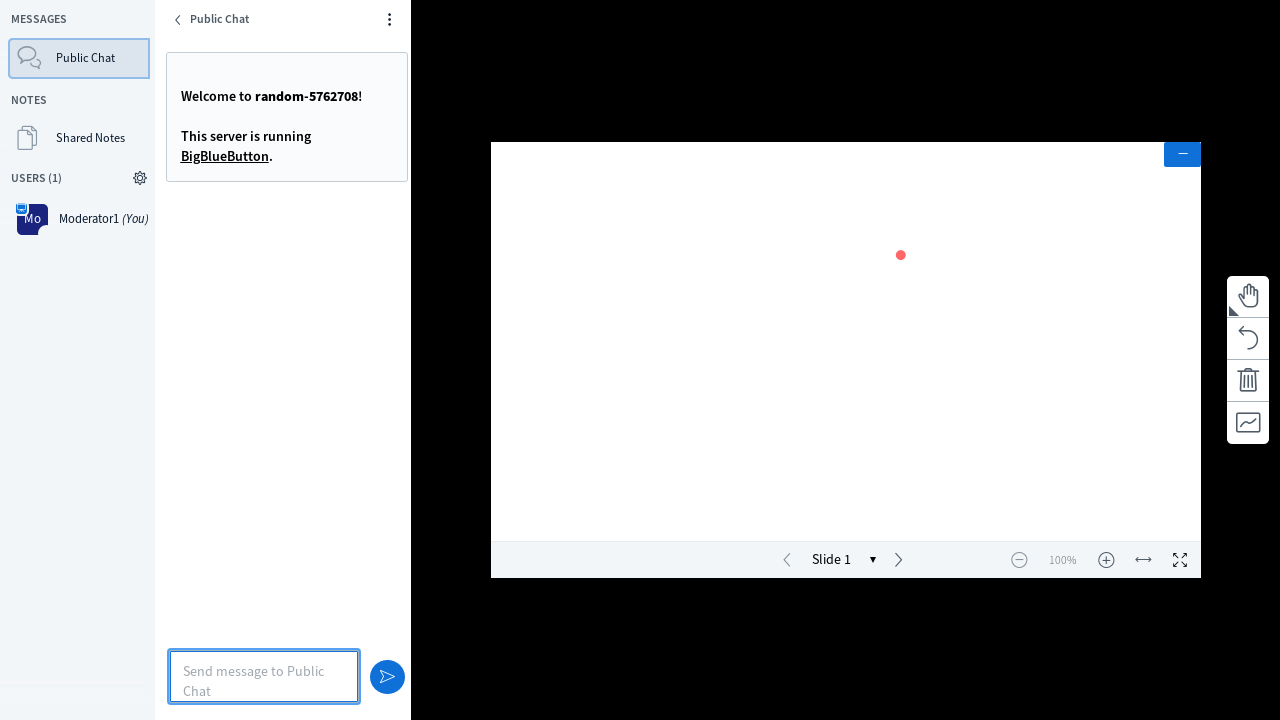 MESSAGES
Public Chat
NOTES
Shared Notes
USERS (1)
Mo
Moderator1 (You)
Public Chat
Welcome to random-5762708!
This server is running
BigBlueButton.
Send message to Public
Chat
Slide 1
100%